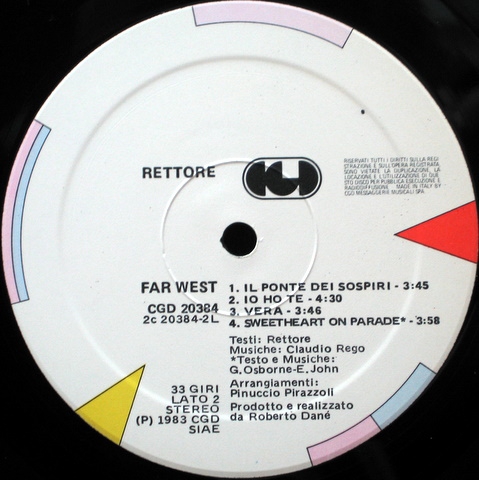 RETTORE
RISERVATI TUTTI I DIRITTI SULLA REGI
STRAZIONE E SULL'OPERA REGISTRATA.
SONO VIETATE LA DUPLICAZIONE, LA
LOCAZIONE E L'UTILIZZAZIONE DI QUE
STO DISCO PER PUBBLICA ESECUZIONE E
RADIODIFFUSIONE - MADE IN ITALY BY
CGD MESSAGGERIE MUSICALI SPA
FAR WEST
CGD 20384
2c 20384-2L
1. IL PONTE DEI SOSPIRI - 3:45
2. IO HO TE - 4:30
3. VERA - 3:46
4. SWEETHEART ON PARADE* - 3:58
Testi: Rettore
Musiche: Claudio Rego
*Testo e Musiche:
G.Osborne-E.John
Arrangiamenti:
Pinuccio Pirazzoli
Prodotto e realizzato
da Roberto Dané
33 GIRI
LATO 2
STEREO
(P) 1983 CGD
SIAE